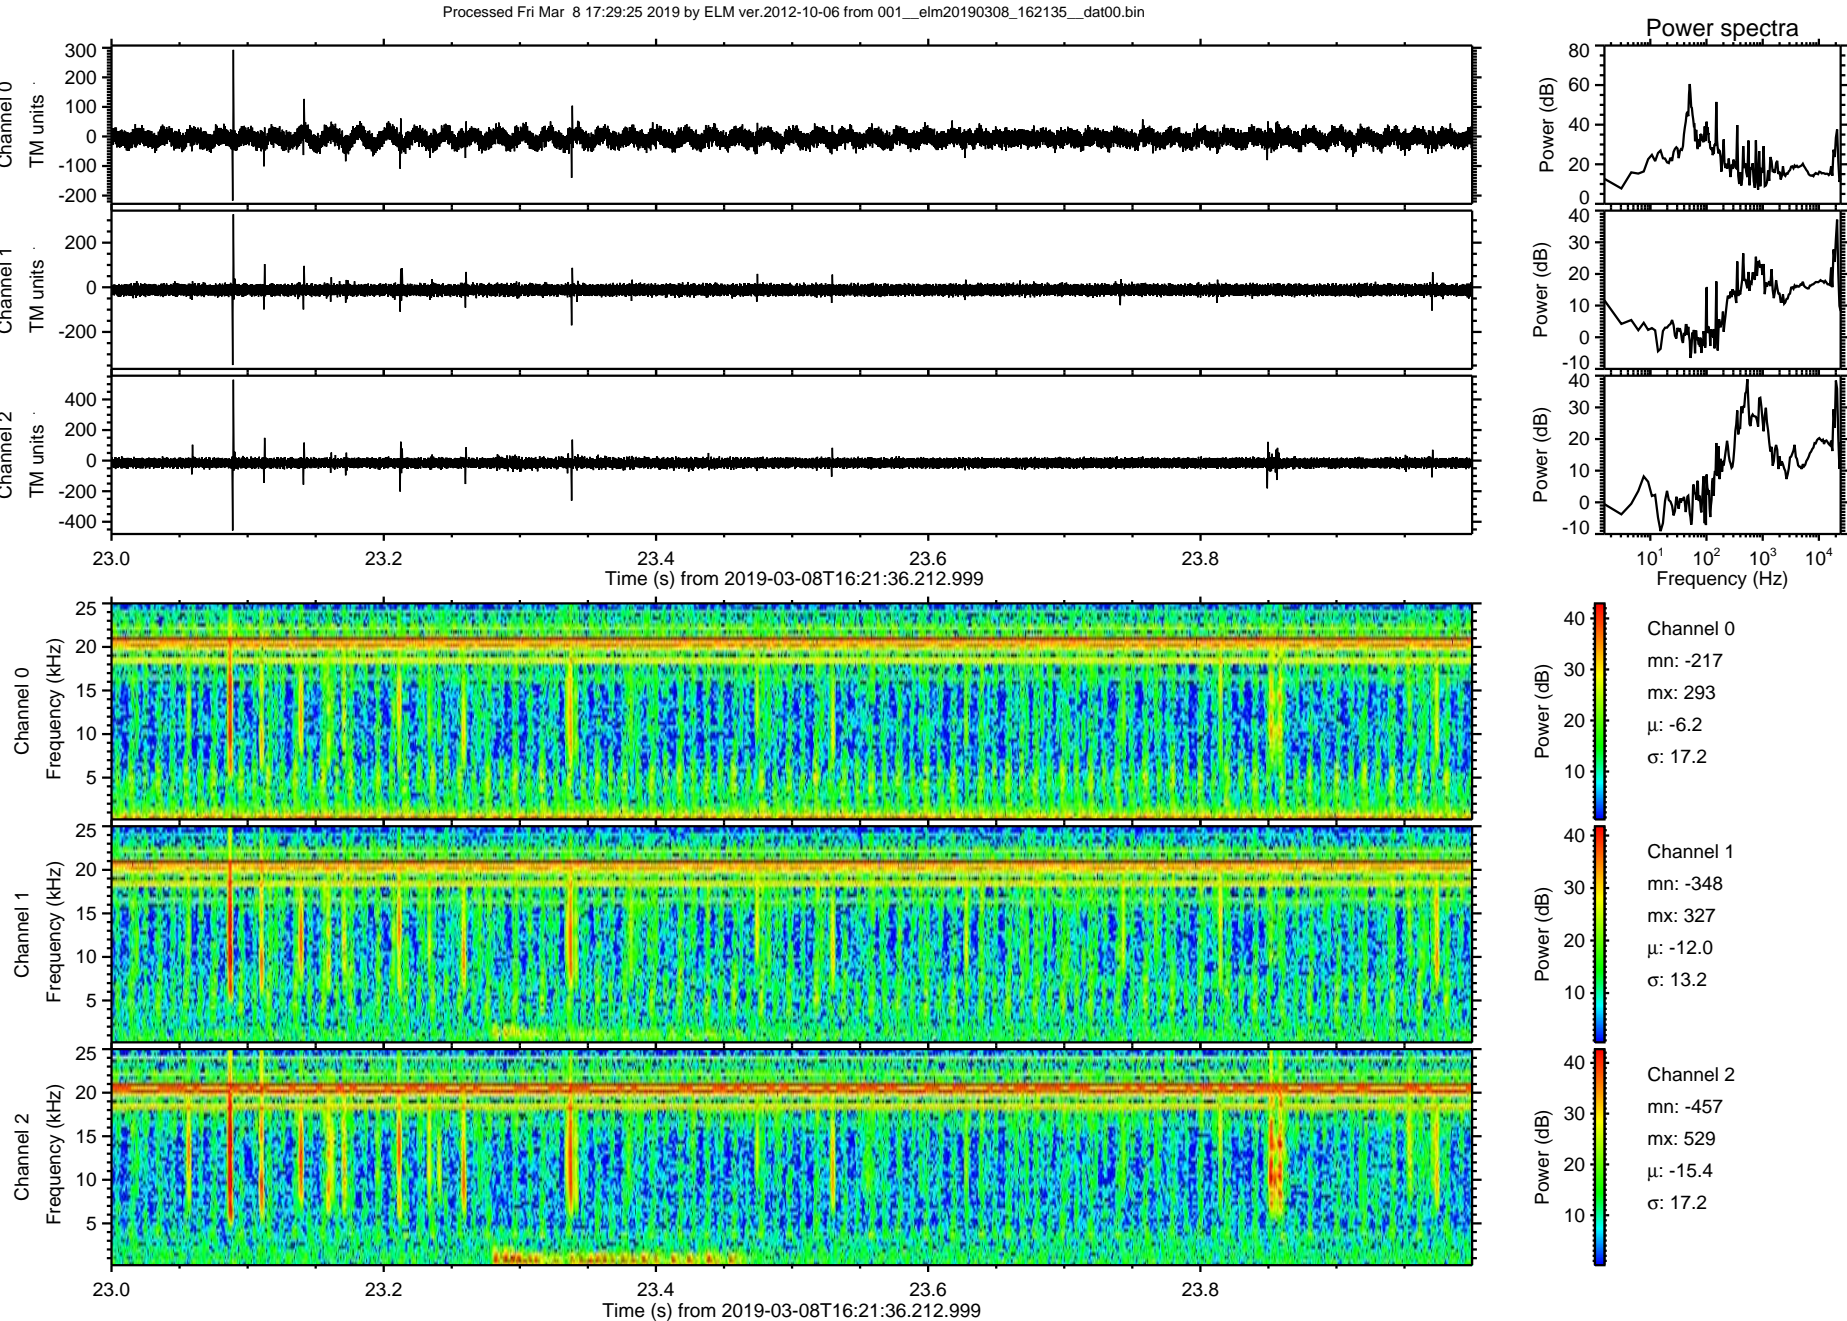 Processed Fri Mar 8 17:29:25 2019 by ELM ver.2012-10-06 from 001__elm20190308_162135__dat00.bin
Power spectra
Channel 0
TM units
300
200
100
0
-100
-200
Power (dB)
80
60
40
20
0
Channel 1
TM units
200
0
-200
Power (dB)
40
30
20
10
0
-10
Channel 2
TM units
400
200
0
-200
-400
Power (dB)
40
30
20
10
0
-10
23.0 23.2 23.4 23.6 23.8
Time (s) from 2019-03-08T16:21:36.212.999
10^1 10^2 10^3 10^4
Frequency (Hz)
Channel 0
Frequency (kHz)
25
20
15
10
5
Power (dB)
40
30
20
10
Channel 0
mn: -217
mx: 293
μ: -6.2
σ: 17.2
Channel 1
Frequency (kHz)
25
20
15
10
5
Power (dB)
40
30
20
10
Channel 1
mn: -348
mx: 327
μ: -12.0
σ: 13.2
Channel 2
Frequency (kHz)
25
20
15
10
5
Power (dB)
40
30
20
10
Channel 2
mn: -457
mx: 529
μ: -15.4
σ: 17.2
23.0 23.2 23.4 23.6 23.8
Time (s) from 2019-03-08T16:21:36.212.999